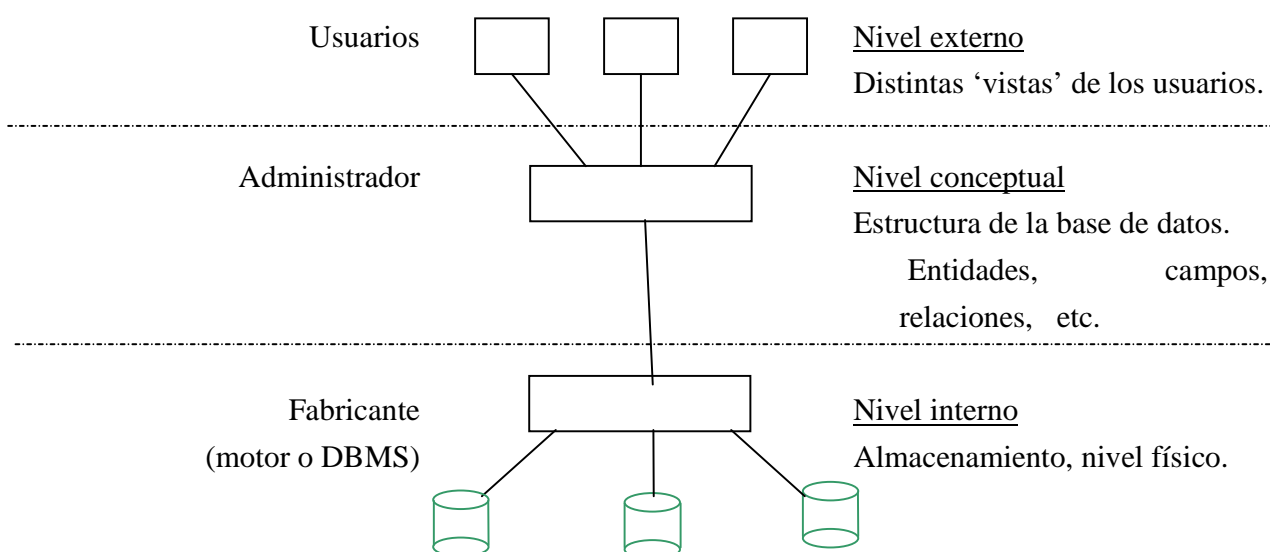 Usuarios
Nivel externo
Distintas ‘vistas’ de los usuarios.
Administrador
Nivel conceptual
Estructura de la base de datos.
Entidades, campos,
relaciones, etc.
Fabricante
(motor o DBMS)
Nivel interno
Almacenamiento, nivel físico.